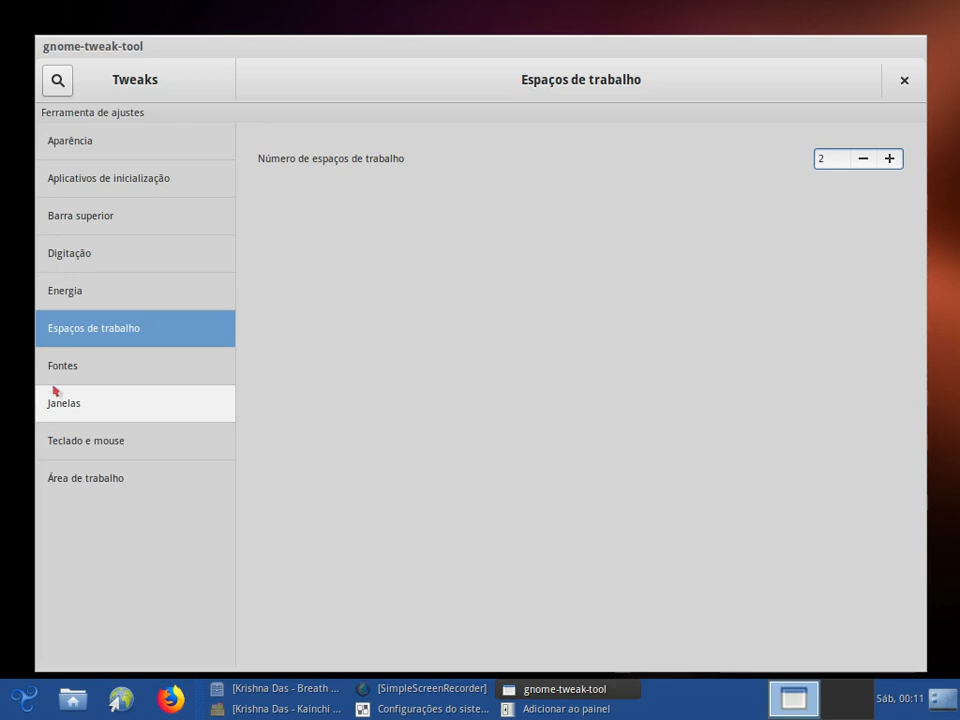 gnome-tweak-tool
Tweaks
Espaços de trabalho
Ferramenta de ajustes
Aparência
Aplicativos de inicialização
Barra superior
Digitação
Energia
Espaços de trabalho
Fontes
Janelas
Teclado e mouse
Área de trabalho
Número de espaços de trabalho
2
[Krishna Das - Breath ...
[SimpleScreenRecorder]
gnome-tweak-tool
[Krishna Das - Kainchi ...
Configurações do siste...
Adicionar ao painel
Sáb, 00:11